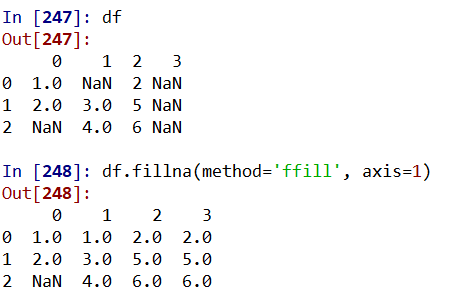 In [247]: df
Out[247]:
     0    1  2   3
0  1.0  NaN  2 NaN
1  2.0  3.0  5 NaN
2  NaN  4.0  6 NaN
In [248]: df.fillna(method='ffill', axis=1)
Out[248]:
     0    1    2    3
0  1.0  1.0  2.0  2.0
1  2.0  3.0  5.0  5.0
2  NaN  4.0  6.0  6.0